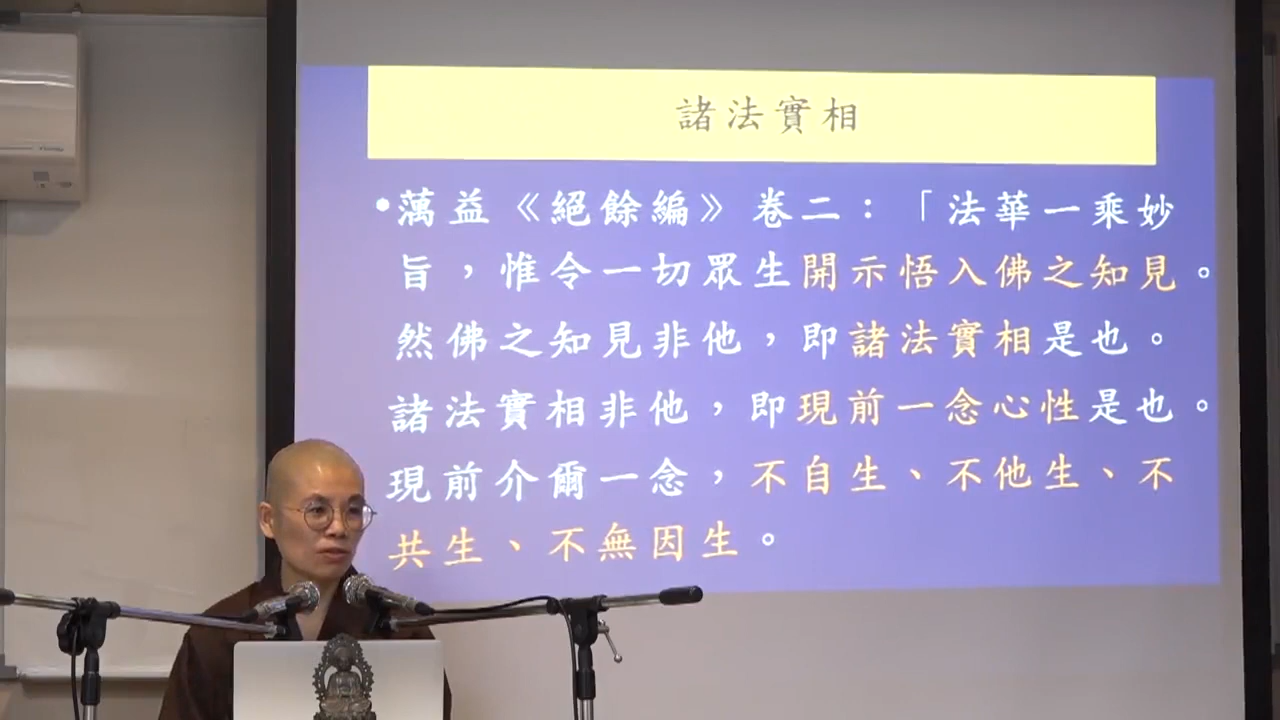 諸法實相
•蕅益《絕餘編》卷二：「法華一乘妙
旨，惟令一切眾生開示悟入佛之知見。
然佛之知見非他，即諸法實相是也。
諸法實相非他，即現前一念心性是也。
現前介爾一念，不自生、不他生、不
共生、不無因生。